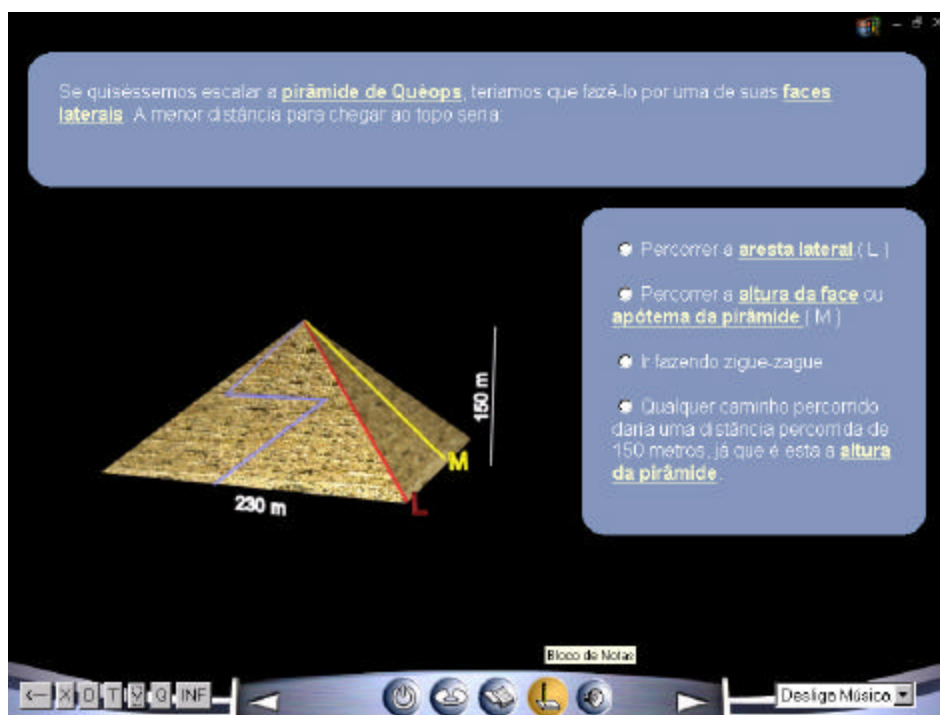 Se quiséssemos escalar a pirâmide de Quéops, teríamos que fazê-lo por uma de suas faces
laterais. A menor distância para chegar ao topo seria:
Percorrer a aresta lateral ( L )
Percorrer a altura da face ou
apótema da pirâmide ( M )
Ir fazendo zigue-zague
Qualquer caminho percorrido
daria uma distância percorrida de
150 metros, já que é esta a altura
da pirâmide.
150 m
M
L
230 m
Bloco de Notas
<-- X D T V Q INF
Desliga Músico